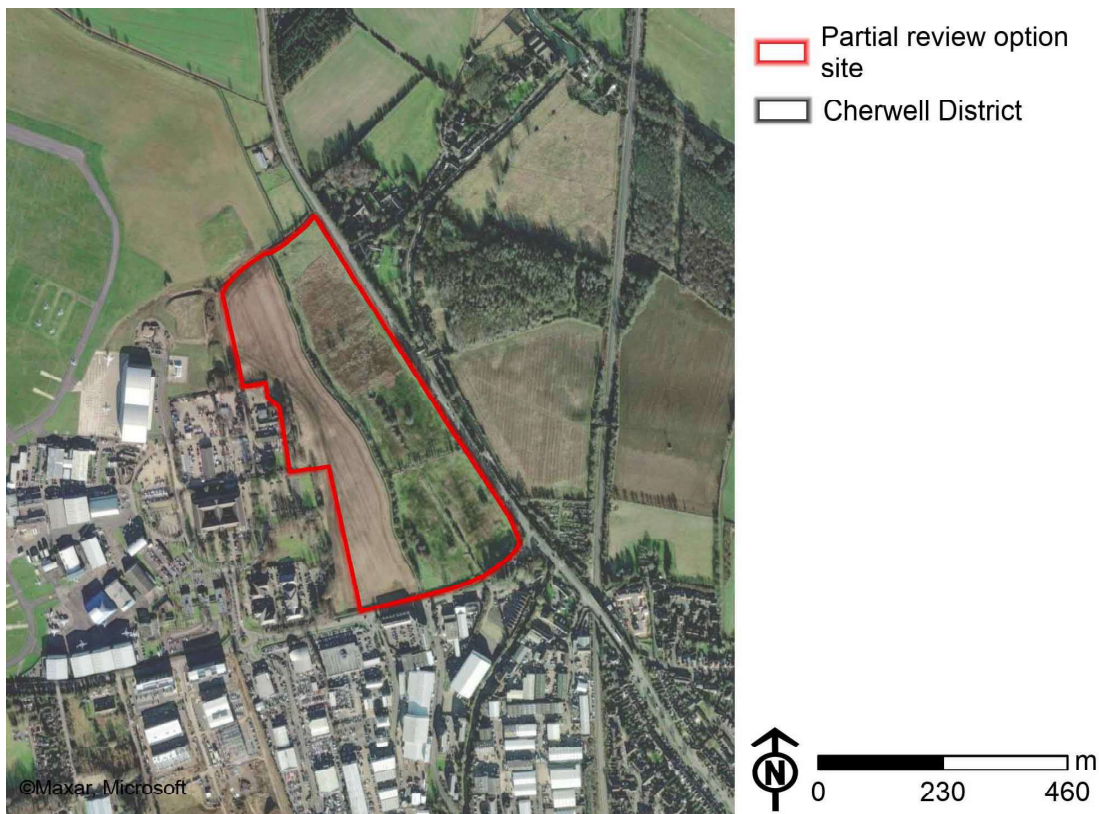 Partial review option
site
Cherwell District
©Maxar, Microsoft
N
m
0 230 460